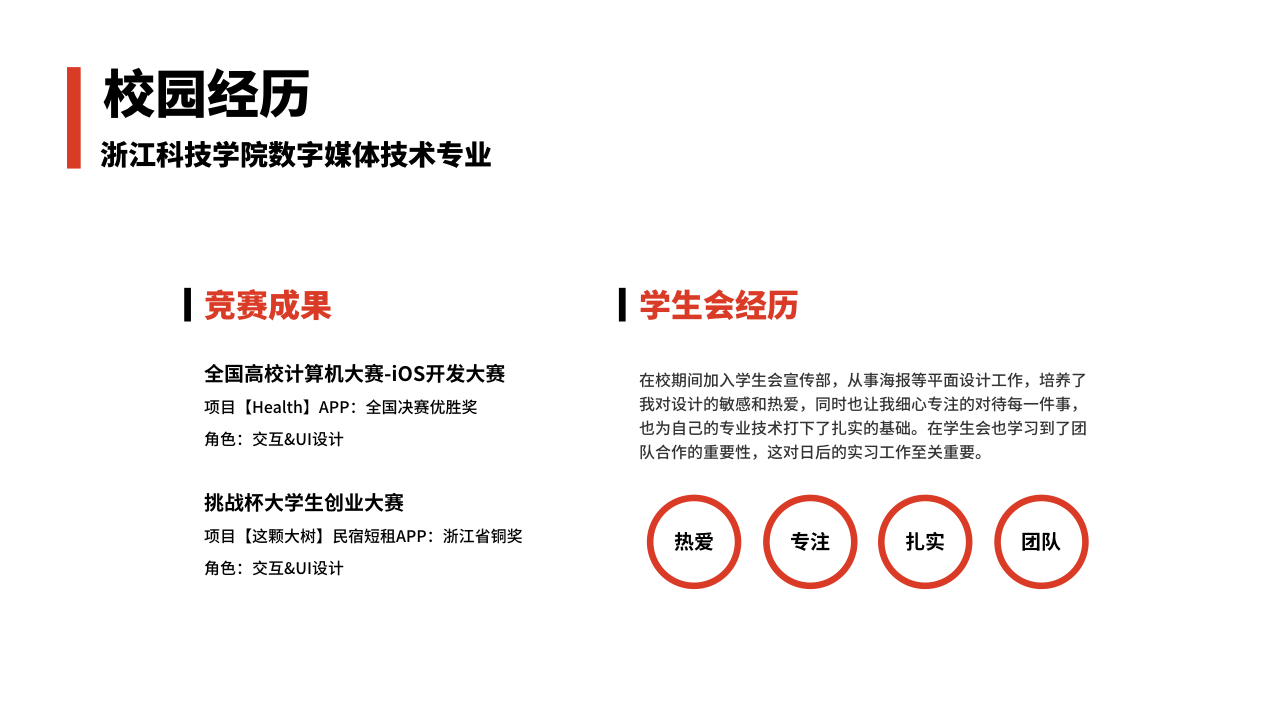 校园经历
浙江科技学院数字媒体技术专业
竞赛成果
全国高校计算机大赛-iOS开发大赛
项目【Health】APP：全国决赛优胜奖
角色：交互&UI设计
挑战杯大学生创业大赛
项目【这颗大树】民宿短租APP：浙江省铜奖
角色：交互&UI设计
学生会经历
在校期间加入学生会宣传部，从事海报等平面设计工作，培养了
我对设计的敏感和热爱，同时也让我细心专注的对待每一件事，
也为自己的专业技术打下了扎实的基础。在学生会也学习到了团
队合作的重要性，这对日后的实习工作至关重要。
热爱
专注
扎实
团队